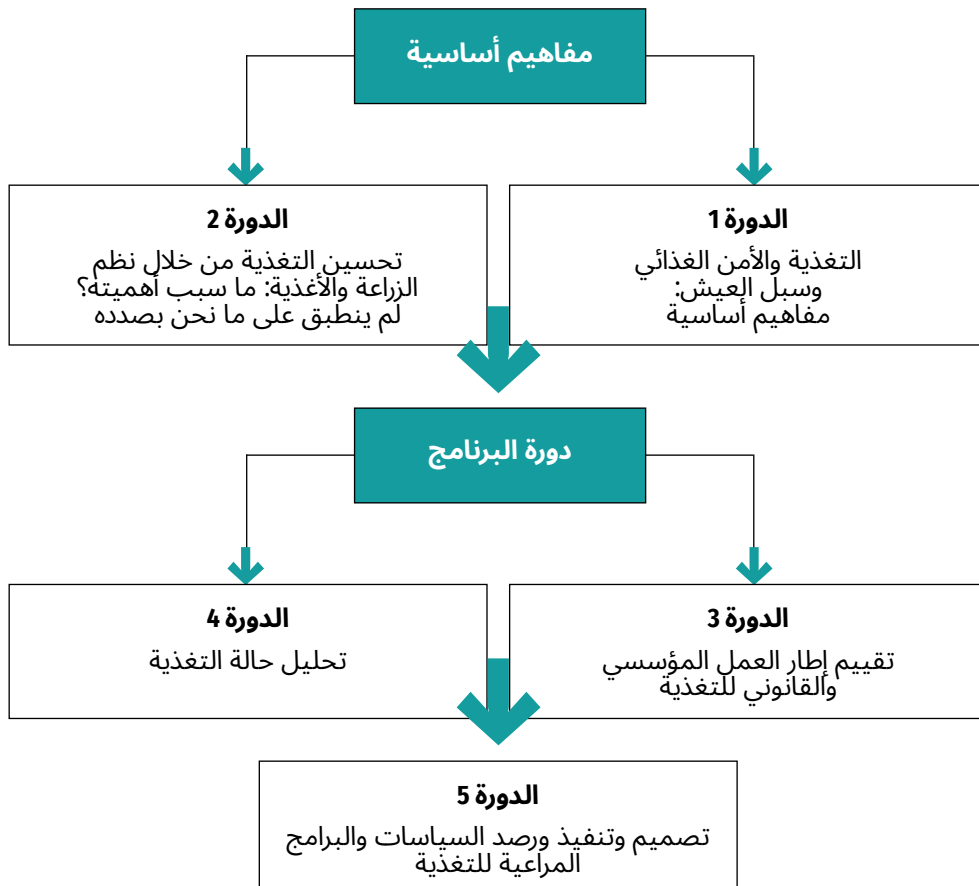 مفاهيم أساسية
الدورة 1
التغذية والأمن الغذائي
وسبل العيش:
مفاهيم أساسية
الدورة 2
تحسين التغذية من خلال نظم
الزراعة والأغذية: ما سبب أهميته؟
لم ينطبق على ما نحن بصدده
دورة البرنامج
الدورة 3
تقييم إطار العمل المؤسسي
والقانوني للتغذية
الدورة 4
تحليل حالة التغذية
الدورة 5
تصميم وتنفيذ ورصد السياسات والبرامج
المراعية للتغذية